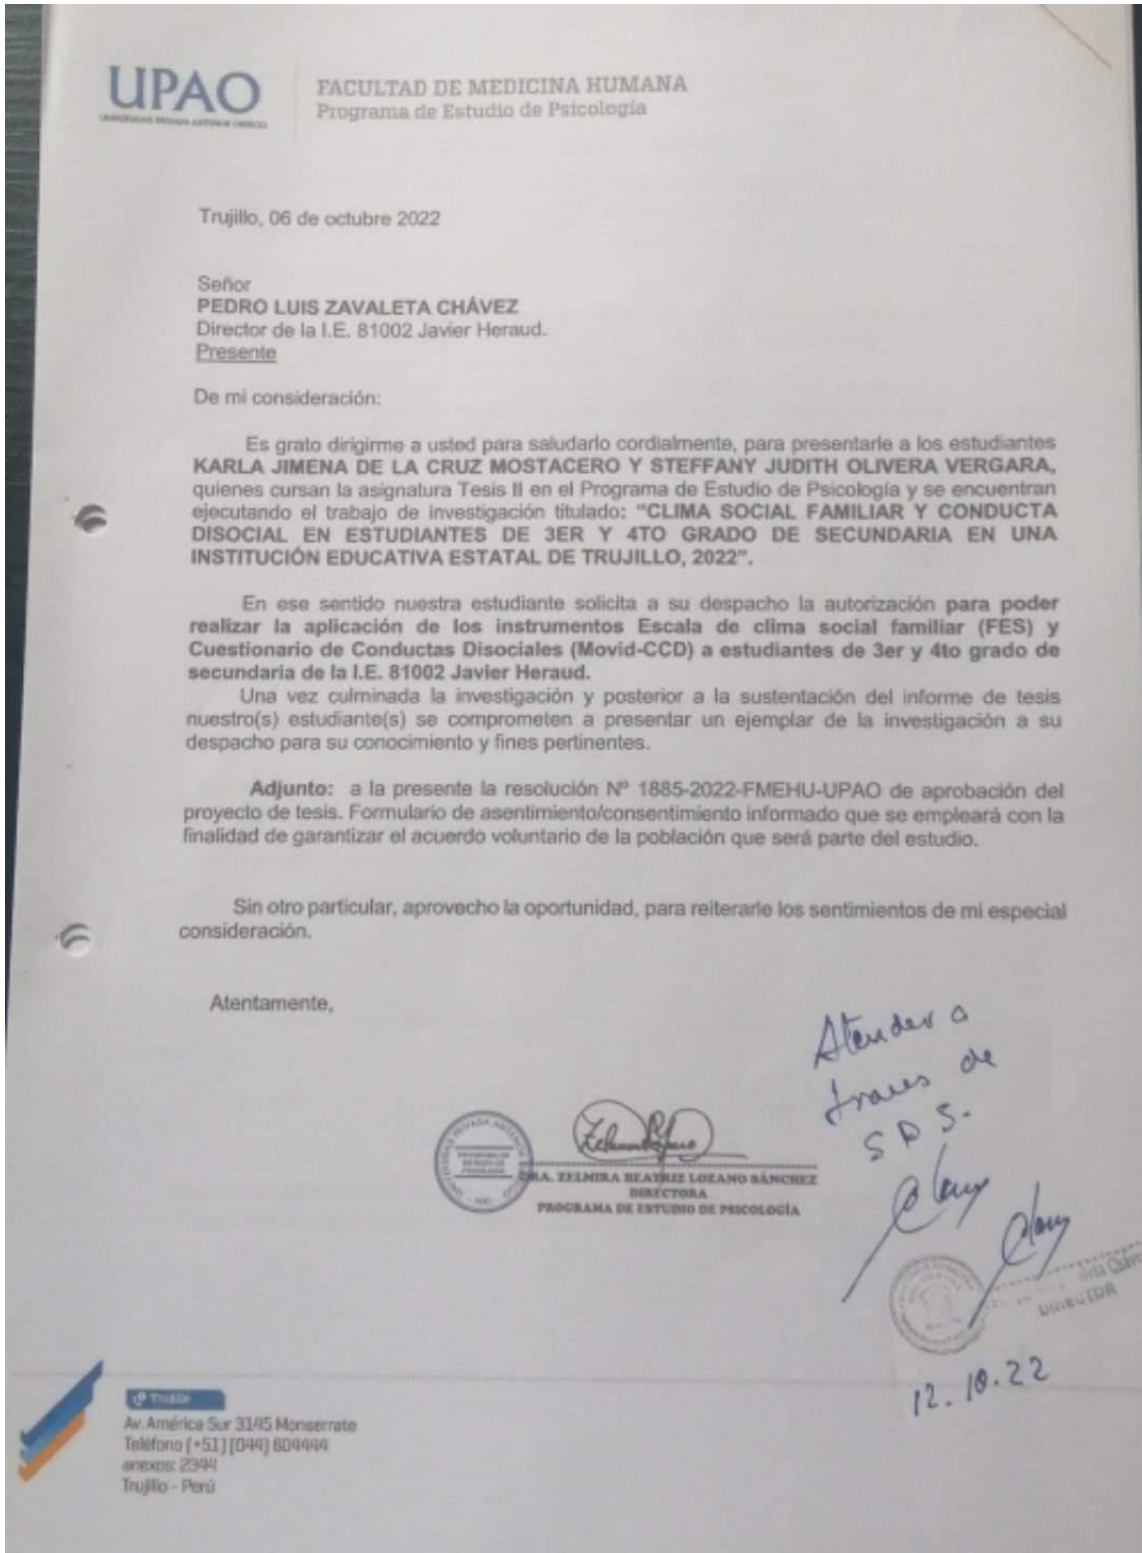 UPAO
UNIVERSIDAD PRIVADA ANTENOR ORREGO
FACULTAD DE MEDICINA HUMANA
Programa de Estudio de Psicología
Trujillo, 06 de octubre 2022
Señor
PEDRO LUIS ZAVALETA CHÁVEZ
Director de la I.E. 81002 Javier Heraud.
Presente
De mi consideración:
Es grato dirigirme a usted para saludarlo cordialmente, para presentarle a los estudiantes
KARLA JIMENA DE LA CRUZ MOSTACERO Y STEFFANY JUDITH OLIVERA VERGARA,
quienes cursan la asignatura Tesis II en el Programa de Estudio de Psicología y se encuentran
ejecutando el trabajo de investigación titulado: “CLIMA SOCIAL FAMILIAR Y CONDUCTA
DISOCIAL EN ESTUDIANTES DE 3ER Y 4TO GRADO DE SECUNDARIA EN UNA
INSTITUCIÓN EDUCATIVA ESTATAL DE TRUJILLO, 2022”.
En ese sentido nuestra estudiante solicita a su despacho la autorización para poder
realizar la aplicación de los instrumentos Escala de clima social familiar (FES) y
Cuestionario de Conductas Disociales (Movid-CCD) a estudiantes de 3er y 4to grado de
secundaria de la I.E. 81002 Javier Heraud.
Una vez culminada la investigación y posterior a la sustentación del informe de tesis
nuestro(s) estudiante(s) se comprometen a presentar un ejemplar de la investigación a su
despacho para su conocimiento y fines pertinentes.
Adjunto: a la presente la resolución Nº 1885-2022-FMEHU-UPAO de aprobación del
proyecto de tesis. Formulario de asentimiento/consentimiento informado que se empleará con la
finalidad de garantizar el acuerdo voluntario de la población que será parte del estudio.
Sin otro particular, aprovecho la oportunidad, para reiterarle los sentimientos de mi especial
consideración.
Atentamente,
Atender a
traves de
S D S.
ZELMIRA BEATRIZ LOZANO SÁNCHEZ
DIRECTORA
PROGRAMA DE ESTUDIO DE PSICOLOGÍA
DIRECTOR
12.10.22
Trujillo
Av. América Sur 3145 Monserrate
Teléfono (+51) (044) 604444
anexos: 2344
Trujillo - Perú